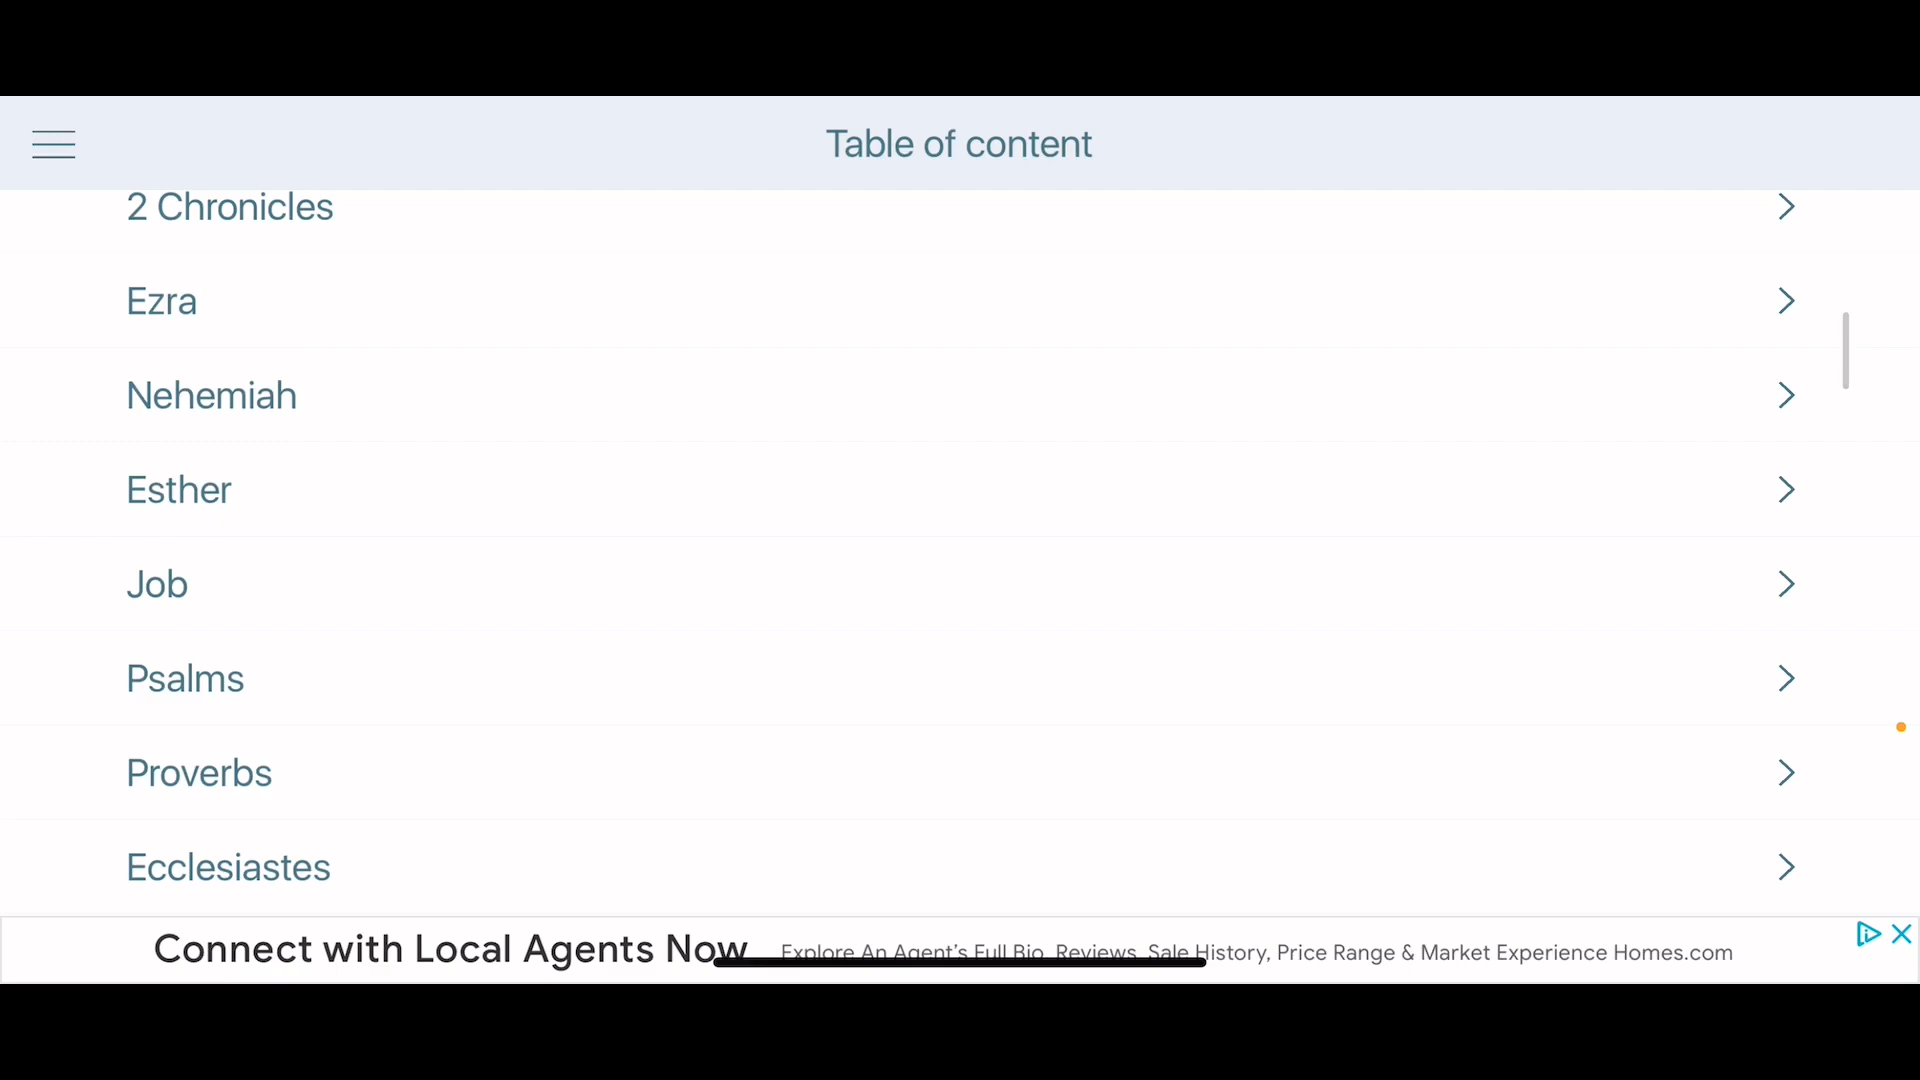 Table of content
2 Chronicles
Ezra
Nehemiah
Esther
Job
Psalms
Proverbs
Ecclesiastes
Connect with Local Agents Now
Explore An Agent's Full Bio, Reviews, Sale History, Price Range & Market Experience Homes.com